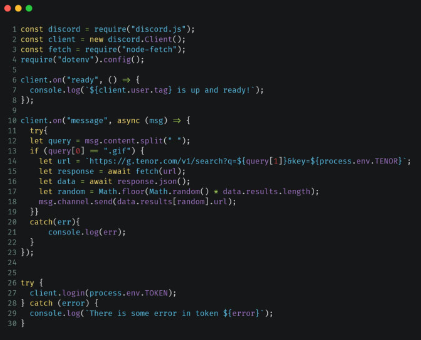 1 const discord = require("discord.js");
2 const client = new discord.Client();
3 const fetch = require("node-fetch");
4 require("dotenv").config();
5
6 client.on("ready", () => {
7   console.log(`${client.user.tag} is up and ready!`);
8 });
9
10 client.on("message", async (msg) => {
11   try{
12   let query = msg.content.split(" ");
13   if (query[0] == ".gif") {
14     let url = `https://g.tenor.com/v1/search?q=${query[1]}&key=${process.env.TENOR}`;
15     let response = await fetch(url);
16     let data = await response.json();
17     let random = Math.floor(Math.random() * data.results.length);
18     msg.channel.send(data.results[random].url);
19   }}
20   catch(err){
21       console.log(err);
22   }
23 });
24
25
26 try {
27   client.login(process.env.TOKEN);
28 } catch (error) {
29   console.log(`There is some error in token ${error}`);
30 }